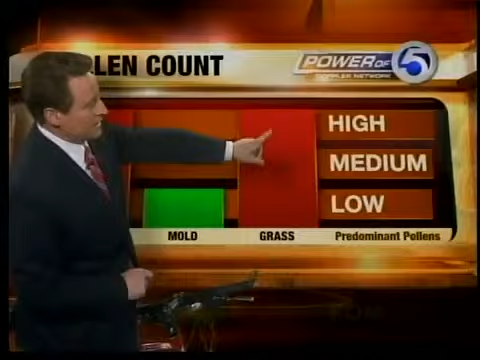 LEN COUNT
POWER OF 5
DOPPLER NETWORK
HIGH
MEDIUM
LOW
MOLD GRASS Predominant Pollens